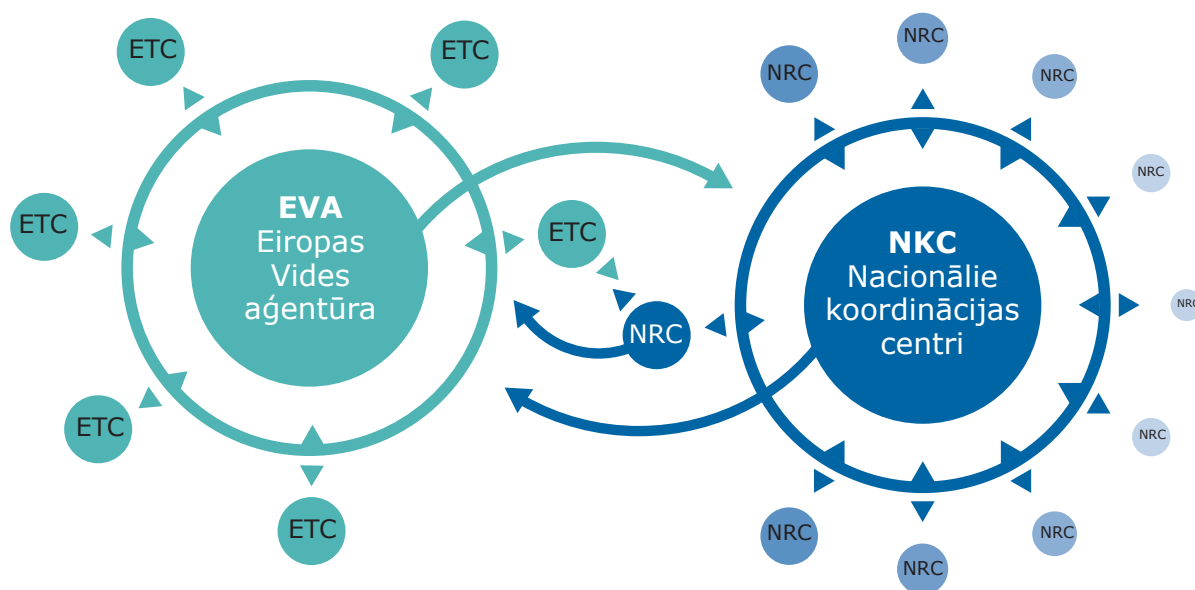 ETC
ETC
ETC
ETC
ETC
ETC
EVA
Eiropas
Vides
aģentūra
NRC
NKC
Nacionālie
koordinācijas
centri
NRC
NRC
NRC
NRC
NRC
NRC
NRC
NRC
NRC